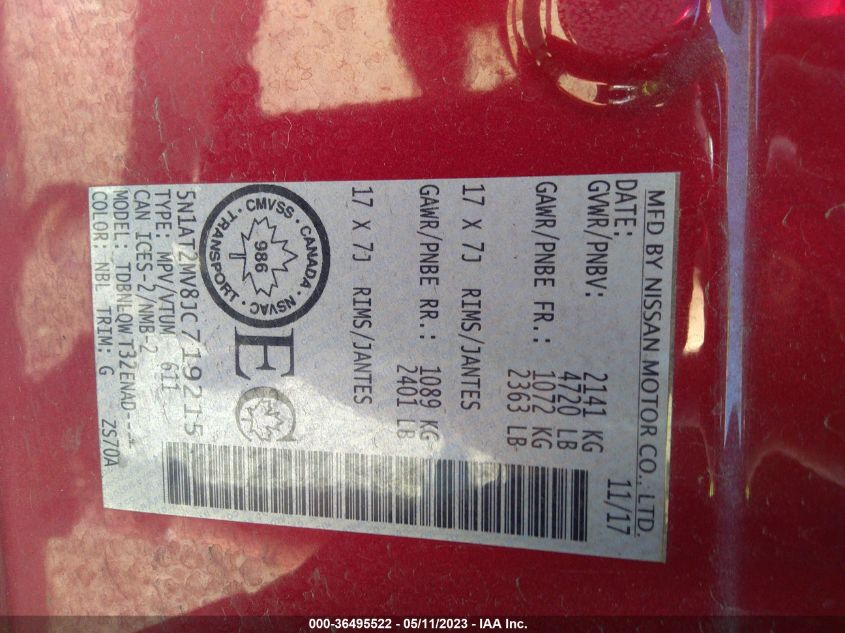 MFD BY NISSAN MOTOR CO., LTD.
DATE: 11/17
GVWR/PNBV: 2141 KG
4720 LB
GAWR/PNBE FR.: 1072 KG
2363 LB
17 X 7J RIMS/JANTES
GAWR/PNBE RR.: 1089 KG
2401 LB
17 X 7J RIMS/JANTES
CMVSS · CANADA · NSVAC · TRANSPORT
986
EC
5N1AT2MV8JC719215
TYPE: MPV/VTUM 611
CAN ICES-2/NMB-2
MODEL: TDBNLQWT32ENAD---
COLOR: NBL TRIM: G ZS70A
000-36495522 - 05/11/2023 - IAA Inc.